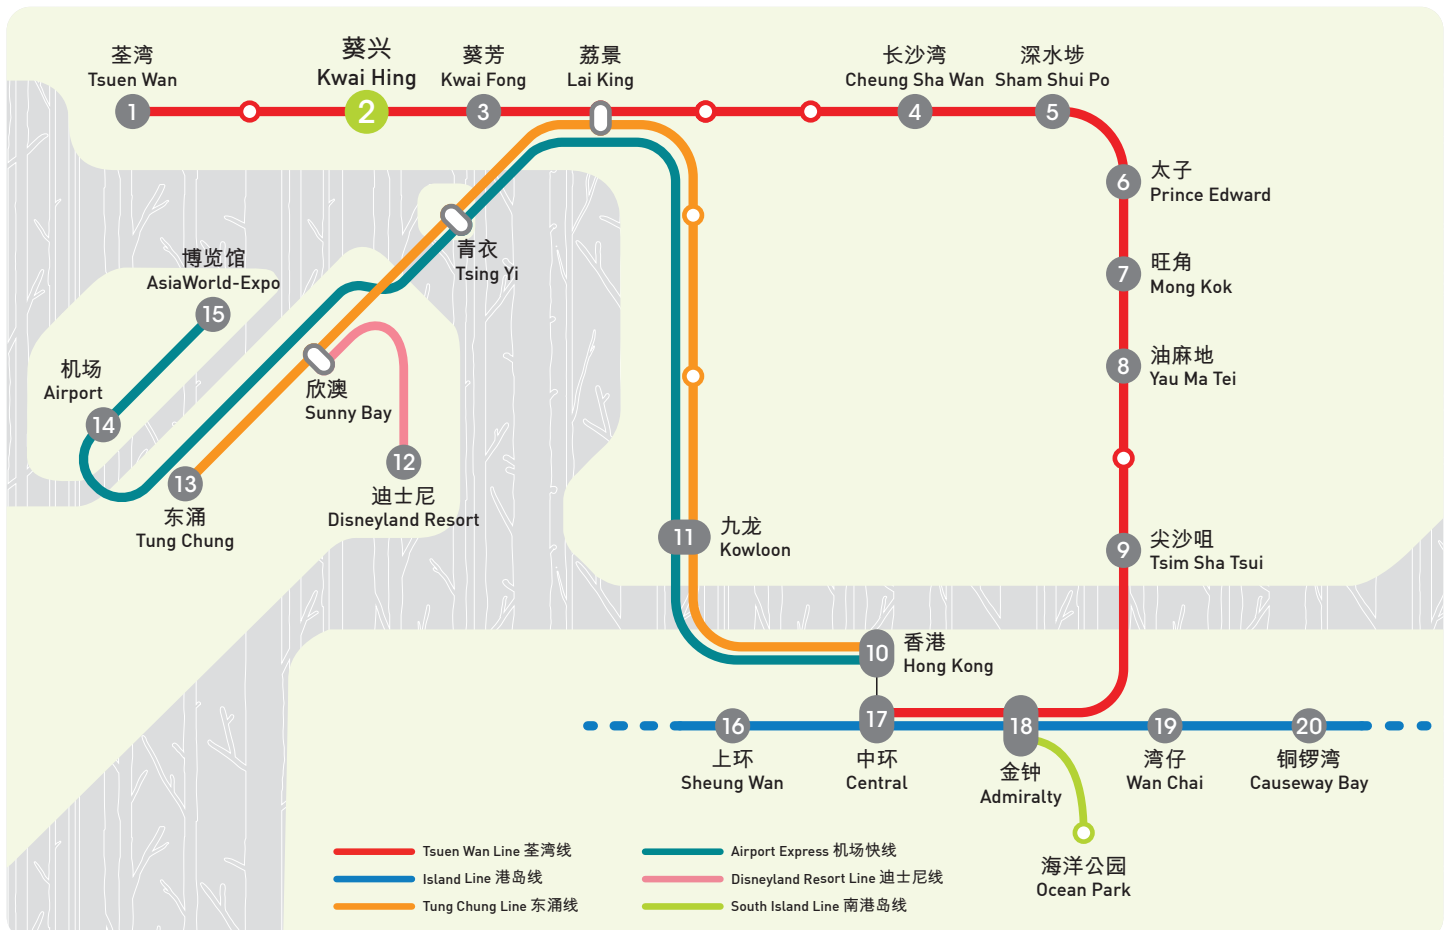 荃湾
Tsuen Wan
1
葵兴
Kwai Hing
2
葵芳
Kwai Fong
3
荔景
Lai King
长沙湾
Cheung Sha Wan
4
深水埗
Sham Shui Po
5
6
太子
Prince Edward
7
旺角
Mong Kok
8
油麻地
Yau Ma Tei
9
尖沙咀
Tsim Sha Tsui
青衣
Tsing Yi
博览馆
AsiaWorld-Expo
15
机场
Airport
14
欣澳
Sunny Bay
12
迪士尼
Disneyland Resort
13
东涌
Tung Chung
11
九龙
Kowloon
10
香港
Hong Kong
16
上环
Sheung Wan
17
中环
Central
18
金钟
Admiralty
19
湾仔
Wan Chai
20
铜锣湾
Causeway Bay
海洋公园
Ocean Park
Tsuen Wan Line 荃湾线
Island Line 港岛线
Tung Chung Line 东涌线
Airport Express 机场快线
Disneyland Resort Line 迪士尼线
South Island Line 南港岛线